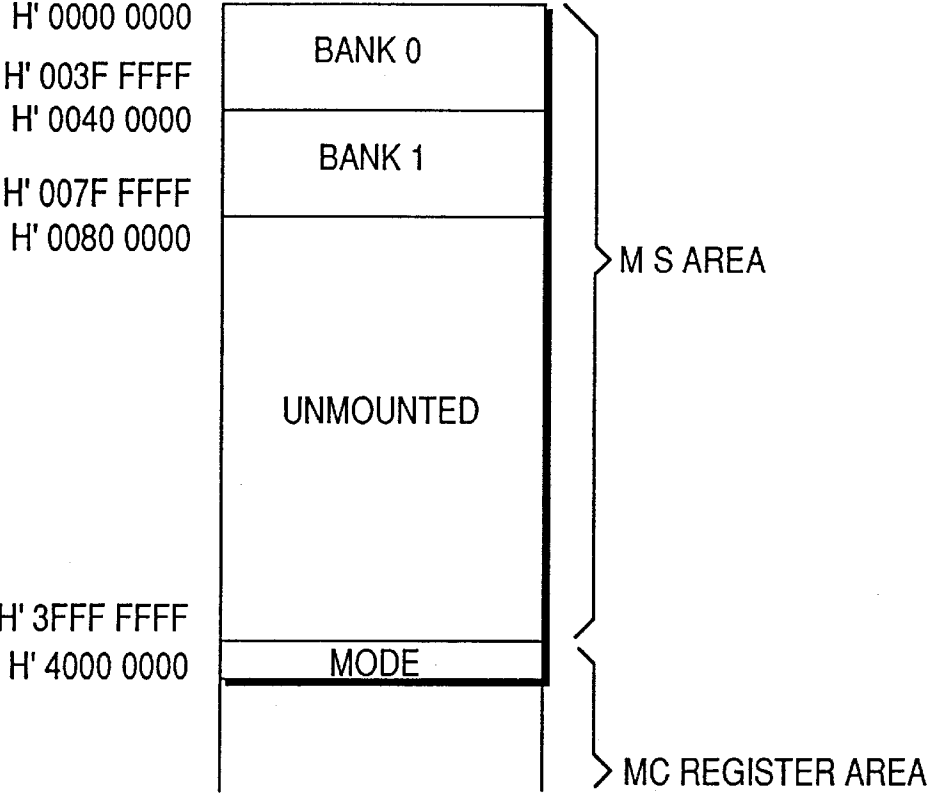 H' 0000 0000
BANK 0
H' 003F FFFF
H' 0040 0000
BANK 1
H' 007F FFFF
H' 0080 0000
M S AREA
UNMOUNTED
H' 3FFF FFFF
H' 4000 0000
MODE
MC REGISTER AREA